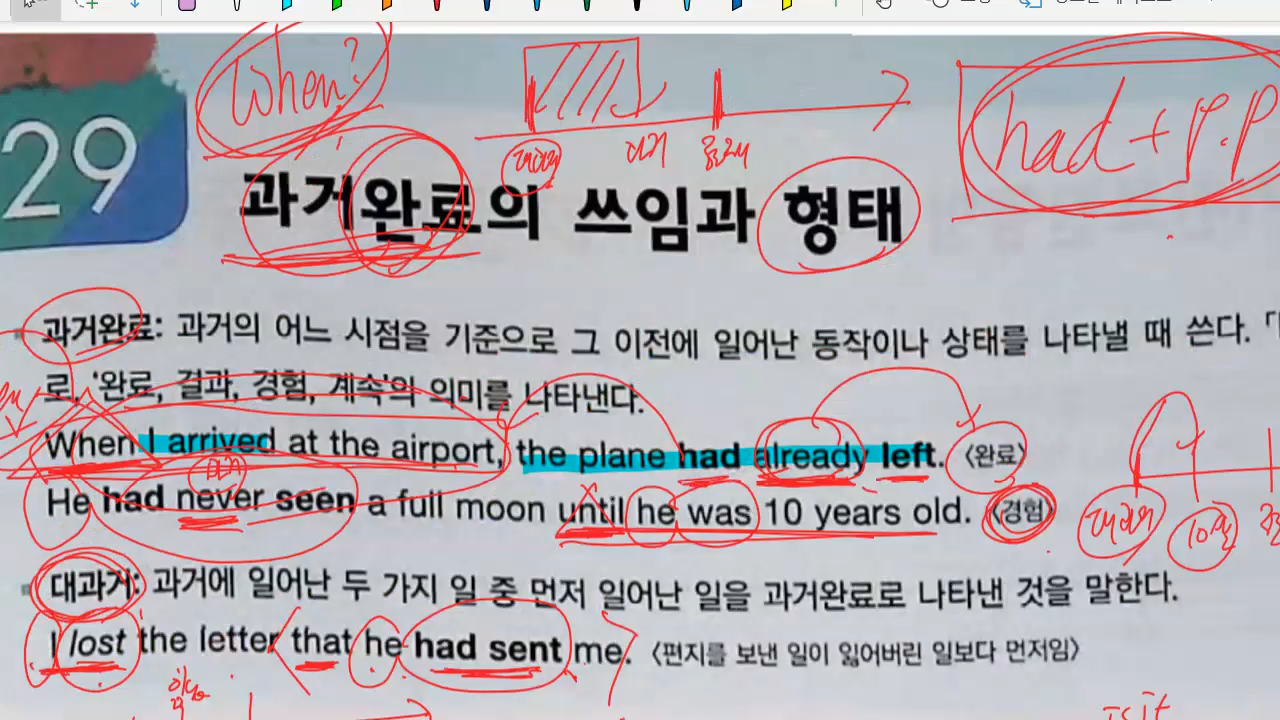 When?
had + P.P
대과거 과거 현재
29
과거완료의 쓰임과 형태
과거완료: 과거의 어느 시점을 기준으로 그 이전에 일어난 동작이나 상태를 나타낼 때 쓴다.
로, '완료, 결과, 경험, 계속'의 의미를 나타낸다.
When I arrived at the airport, the plane had already left. 〈완료〉
He had never seen a full moon until he was 10 years old. 〈경험〉
대과거 10살
대과거: 과거에 일어난 두 가지 일 중 먼저 일어난 일을 과거완료로 나타낸 것을 말한다.
I lost the letter that he had sent me. 〈편지를 보낸 일이 잃어버린 일보다 먼저임〉